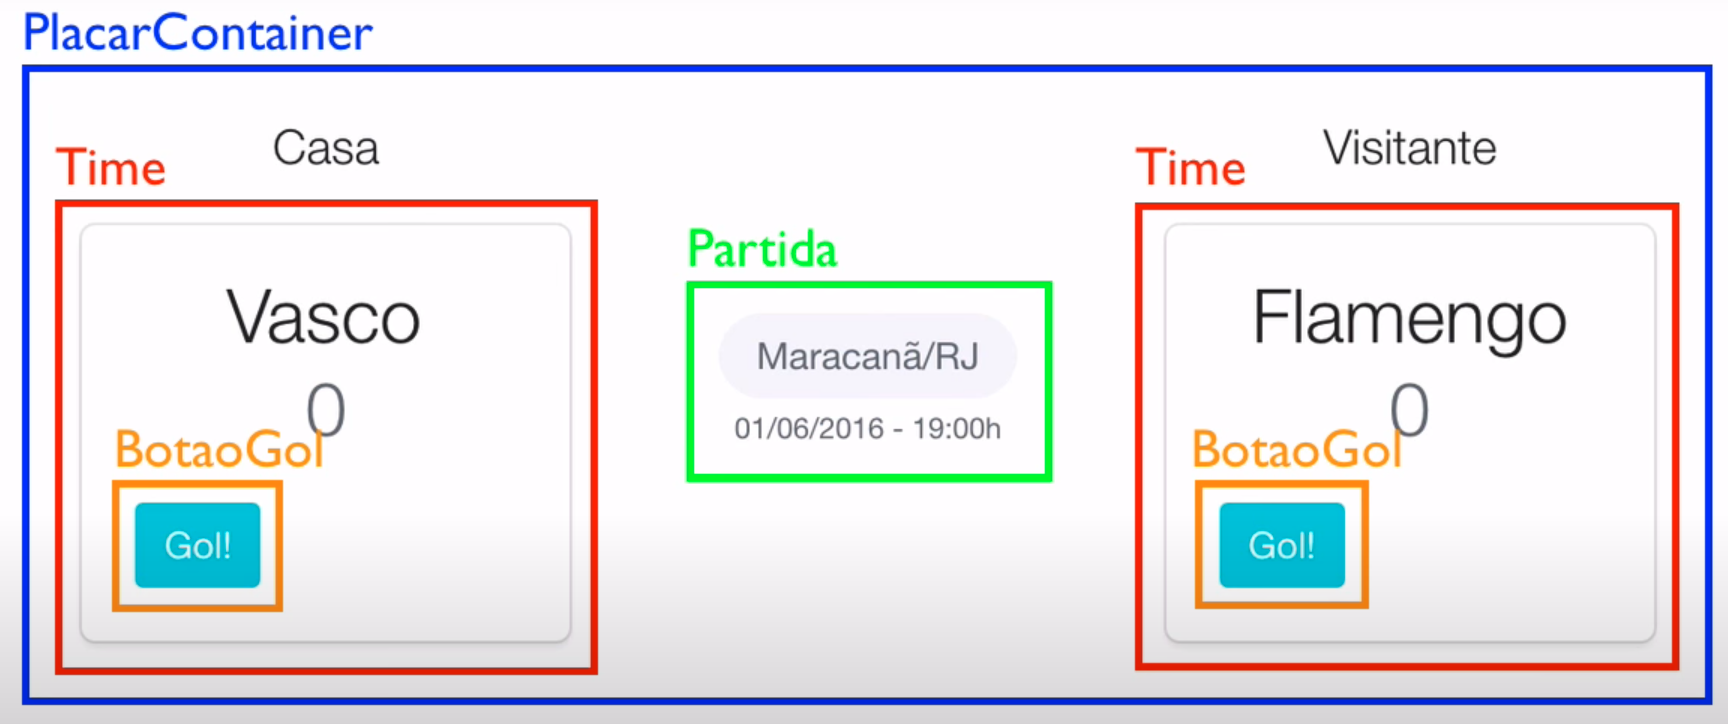 PlacarContainer
Casa
Time
Vasco
0
BotaoGol
Gol!
Partida
Maracanã/RJ
01/06/2016 - 19:00h
Visitante
Time
Flamengo
0
BotaoGol
Gol!